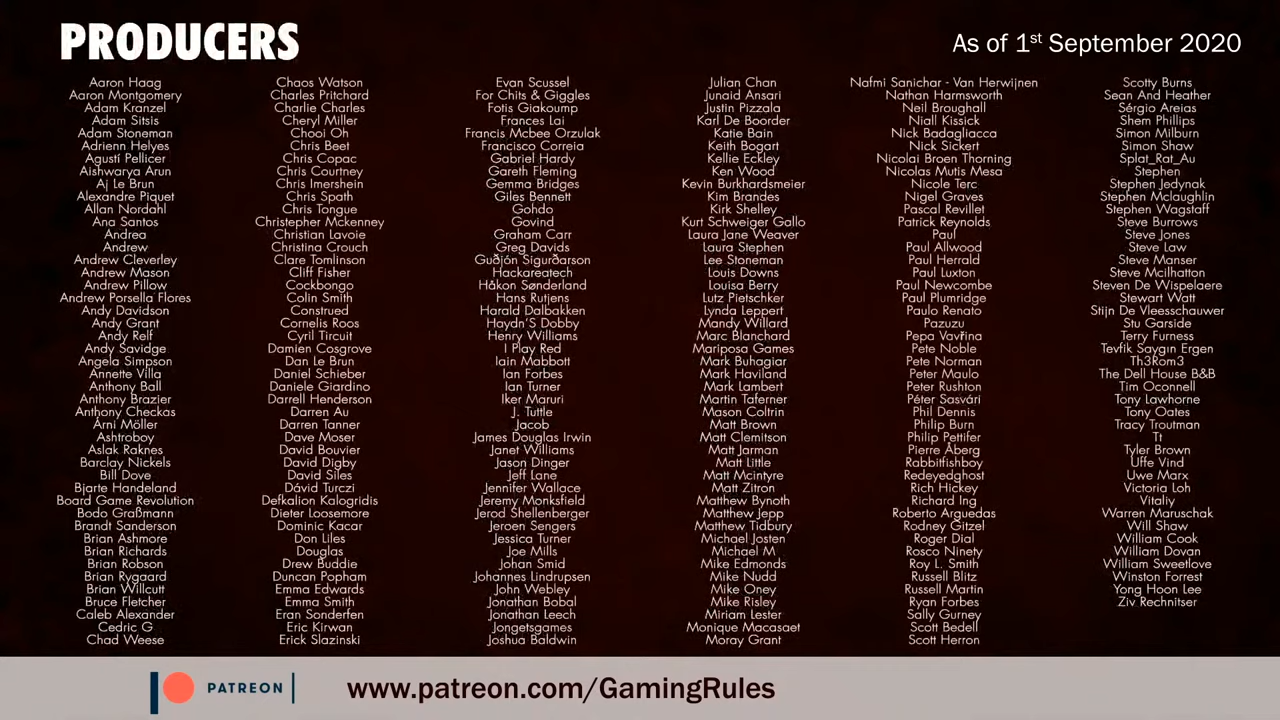 PRODUCERS
As of 1st September 2020
Aaron Haag
Aaron Montgomery
Adam Kranzel
Adam Sitsis
Adam Stoneman
Adrienn Helyes
Agustí Pellicer
Aishwarya Arun
Aj Le Brun
Alexandre Piquet
Allan Nordahl
Ana Santos
Andrea
Andrew
Andrew Cleverley
Andrew Mason
Andrew Pillow
Andrew Porsella Flores
Andy Davidson
Andy Grant
Andy Relf
Andy Savidge
Angela Simpson
Annette Villa
Anthony Ball
Anthony Brazier
Anthony Checkas
Arni Möller
Ashtroboy
Aslak Raknes
Barclay Nickels
Bill Dove
Bjarte Handeland
Board Game Revolution
Bodo Graßmann
Brandt Sanderson
Brian Ashmore
Brian Richards
Brian Robson
Brian Rygaard
Brian Willcutt
Bruce Fletcher
Caleb Alexander
Cedric G
Chad Weese
Chaos Watson
Charles Pritchard
Charlie Charles
Cheryl Miller
Chooi Oh
Chris Beet
Chris Copac
Chris Courtney
Chris Imershein
Chris Spath
Chris Tongue
Christepher Mckenney
Christian Lavoie
Christina Crouch
Clare Tomlinson
Cliff Fisher
Cockbongo
Colin Smith
Construed
Cornelis Roos
Cyril Tircuit
Damien Cosgrove
Dan Le Brun
Daniel Schieber
Daniele Giardino
Darrell Henderson
Darren Au
Darren Tanner
Dave Moser
David Bouvier
David Digby
David Siles
Dávid Turczi
Defkalion Kalogridis
Dieter Loosemore
Dominic Kacar
Don Liles
Douglas
Drew Buddie
Duncan Popham
Emma Edwards
Emma Smith
Eran Sonderfen
Eric Kirwan
Erick Slazinski
Evan Scussel
For Chits & Giggles
Fotis Giakoump
Frances Lai
Francis Mcbee Orzulak
Francisco Correia
Gabriel Hardy
Gareth Fleming
Gemma Bridges
Giles Bennett
Gohdo
Govind
Graham Carr
Greg Davids
Guðjón Sigurðarson
Hackareatech
Håkon Sønderland
Hans Rutjens
Harald Dalbakken
Haydn'S Dobby
Henry Williams
I Play Red
Iain Mabbott
Ian Forbes
Ian Turner
Iker Maruri
J. Tuttle
Jacob
James Douglas Irwin
Janet Williams
Jason Dinger
Jeff Lane
Jennifer Wallace
Jeremy Monksfield
Jerod Shellenberger
Jeroen Sengers
Jessica Turner
Joe Mills
Johan Smid
Johannes Lindrupsen
John Webley
Jonathan Bobal
Jonathan Leech
Jongetsgames
Joshua Baldwin
Julian Chan
Junaid Ansari
Justin Pizzala
Karl De Boorder
Katie Bain
Keith Bogart
Kellie Eckley
Ken Wood
Kevin Burkhardsmeier
Kim Brandes
Kirk Shelley
Kurt Schweiger Gallo
Laura Jane Weaver
Laura Stephen
Lee Stoneman
Louis Downs
Louisa Berry
Lutz Pietschker
Lynda Leppert
Mandy Willard
Marc Blanchard
Mariposa Games
Mark Buhagiar
Mark Haviland
Mark Lambert
Martin Taferner
Mason Coltrin
Matt Brown
Matt Clemitson
Matt Jarman
Matt Little
Matt Mcintyre
Matt Zitron
Matthew Bynoth
Matthew Jepp
Matthew Tidbury
Michael Josten
Michael M
Mike Edmonds
Mike Nudd
Mike Oney
Mike Risley
Miriam Lester
Monique Macasaet
Moray Grant
Nafmi Sanichar - Van Herwijnen
Nathan Harmsworth
Neil Broughall
Niall Kissick
Nick Badagliacca
Nick Sickert
Nicolai Broen Thorning
Nicolas Mutis Mesa
Nicole Terc
Nigel Graves
Pascal Revillet
Patrick Reynolds
Paul
Paul Allwood
Paul Herrald
Paul Luxton
Paul Newcombe
Paul Plumridge
Paulo Renato
Pazuzu
Pepa Vavřina
Pete Noble
Pete Norman
Peter Maulo
Peter Rushton
Péter Sasvári
Phil Dennis
Philip Burn
Philip Pettifer
Pierre Åberg
Rabbitfishboy
Redeyedghost
Rich Hickey
Richard Ing
Roberto Arguedas
Rodney Gitzel
Roger Dial
Rosco Ninety
Roy L. Smith
Russell Blitz
Russell Martin
Ryan Forbes
Sally Gurney
Scott Bedell
Scott Herron
Scotty Burns
Sean And Heather
Sérgio Areias
Shem Phillips
Simon Milburn
Simon Shaw
Splat_Rat_Au
Stephen
Stephen Jedynak
Stephen Mclaughlin
Stephen Wagstaff
Steve Burrows
Steve Jones
Steve Law
Steve Manser
Steve Mcilhatton
Steven De Wispelaere
Stewart Watt
Stijn De Vleesschauwer
Stu Garside
Terry Furness
Tevfik Saygın Ergen
Th3Rom3
The Dell House B&B
Tim Oconnell
Tony Lawhorne
Tony Oates
Tracy Troutman
Tt
Tyler Brown
Uffe Vind
Uwe Marx
Victoria Loh
Vitaliy
Warren Maruschak
Will Shaw
William Cook
William Dovan
William Sweetlove
Winston Forrest
Yong Hoon Lee
Ziv Rechnitser
PATREON
www.patreon.com/GamingRules